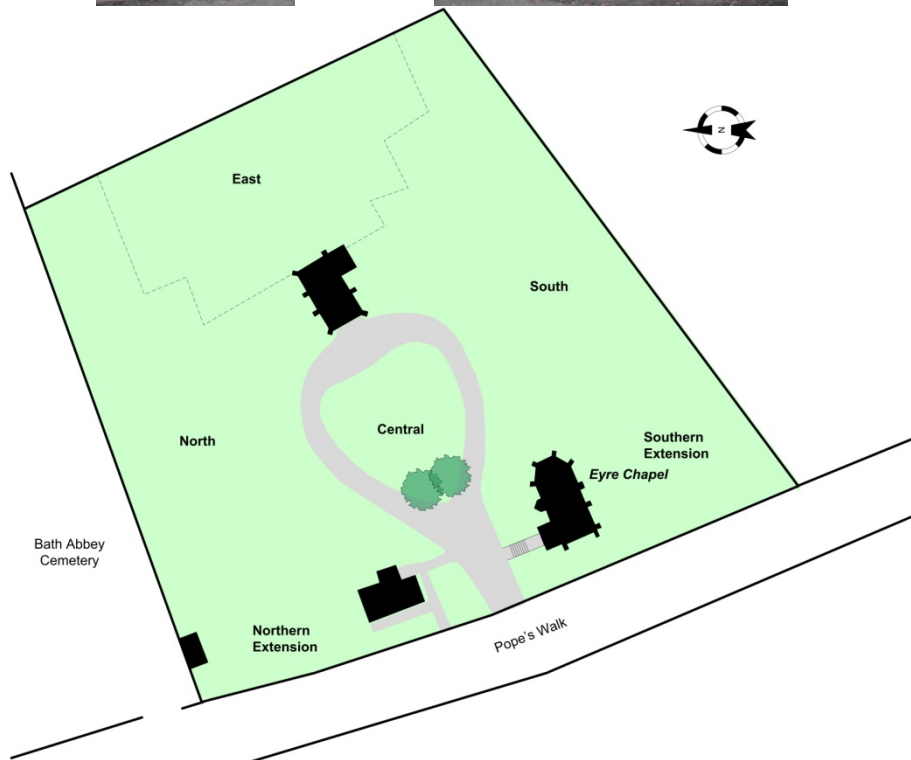 East
N
South
Central
North
Southern
Extension
Eyre Chapel
Bath Abbey
Cemetery
Northern
Extension
Pope's Walk